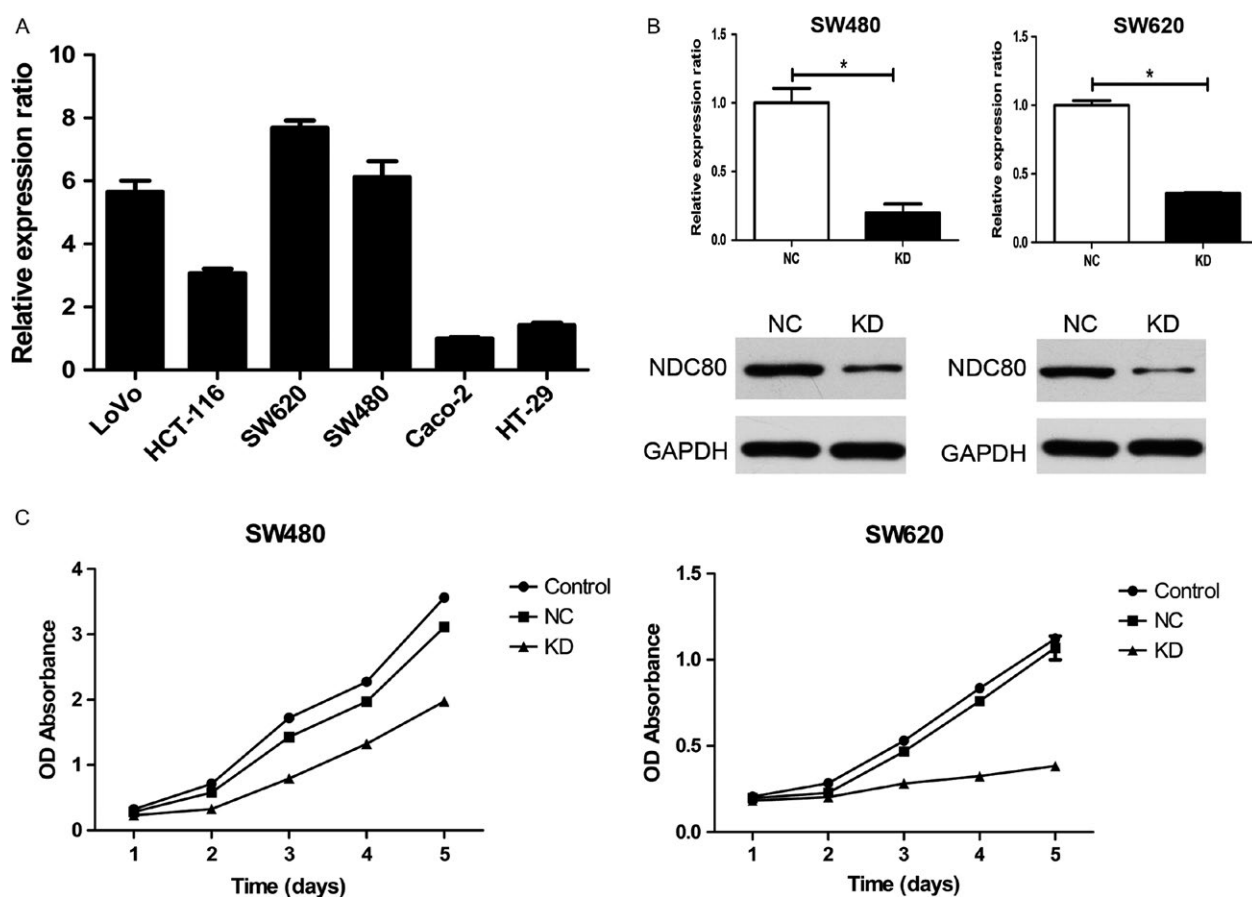 A
Relative expression ratio
10
8
6
4
2
0
LoVo
HCT-116
SW620
SW480
Caco-2
HT-29
B
SW480
Relative expression ratio
1.5
1.0
0.5
0.0
*
NC
KD
SW620
Relative expression ratio
1.5
1.0
0.5
0.0
*
NC
KD
NC KD
NDC80
GAPDH
NC KD
NDC80
GAPDH
C
SW480
OD Absorbance
4
3
2
1
0
1 2 3 4 5
Time (days)
Control
NC
KD
SW620
OD Absorbance
1.5
1.0
0.5
0.0
1 2 3 4 5
Time (days)
Control
NC
KD